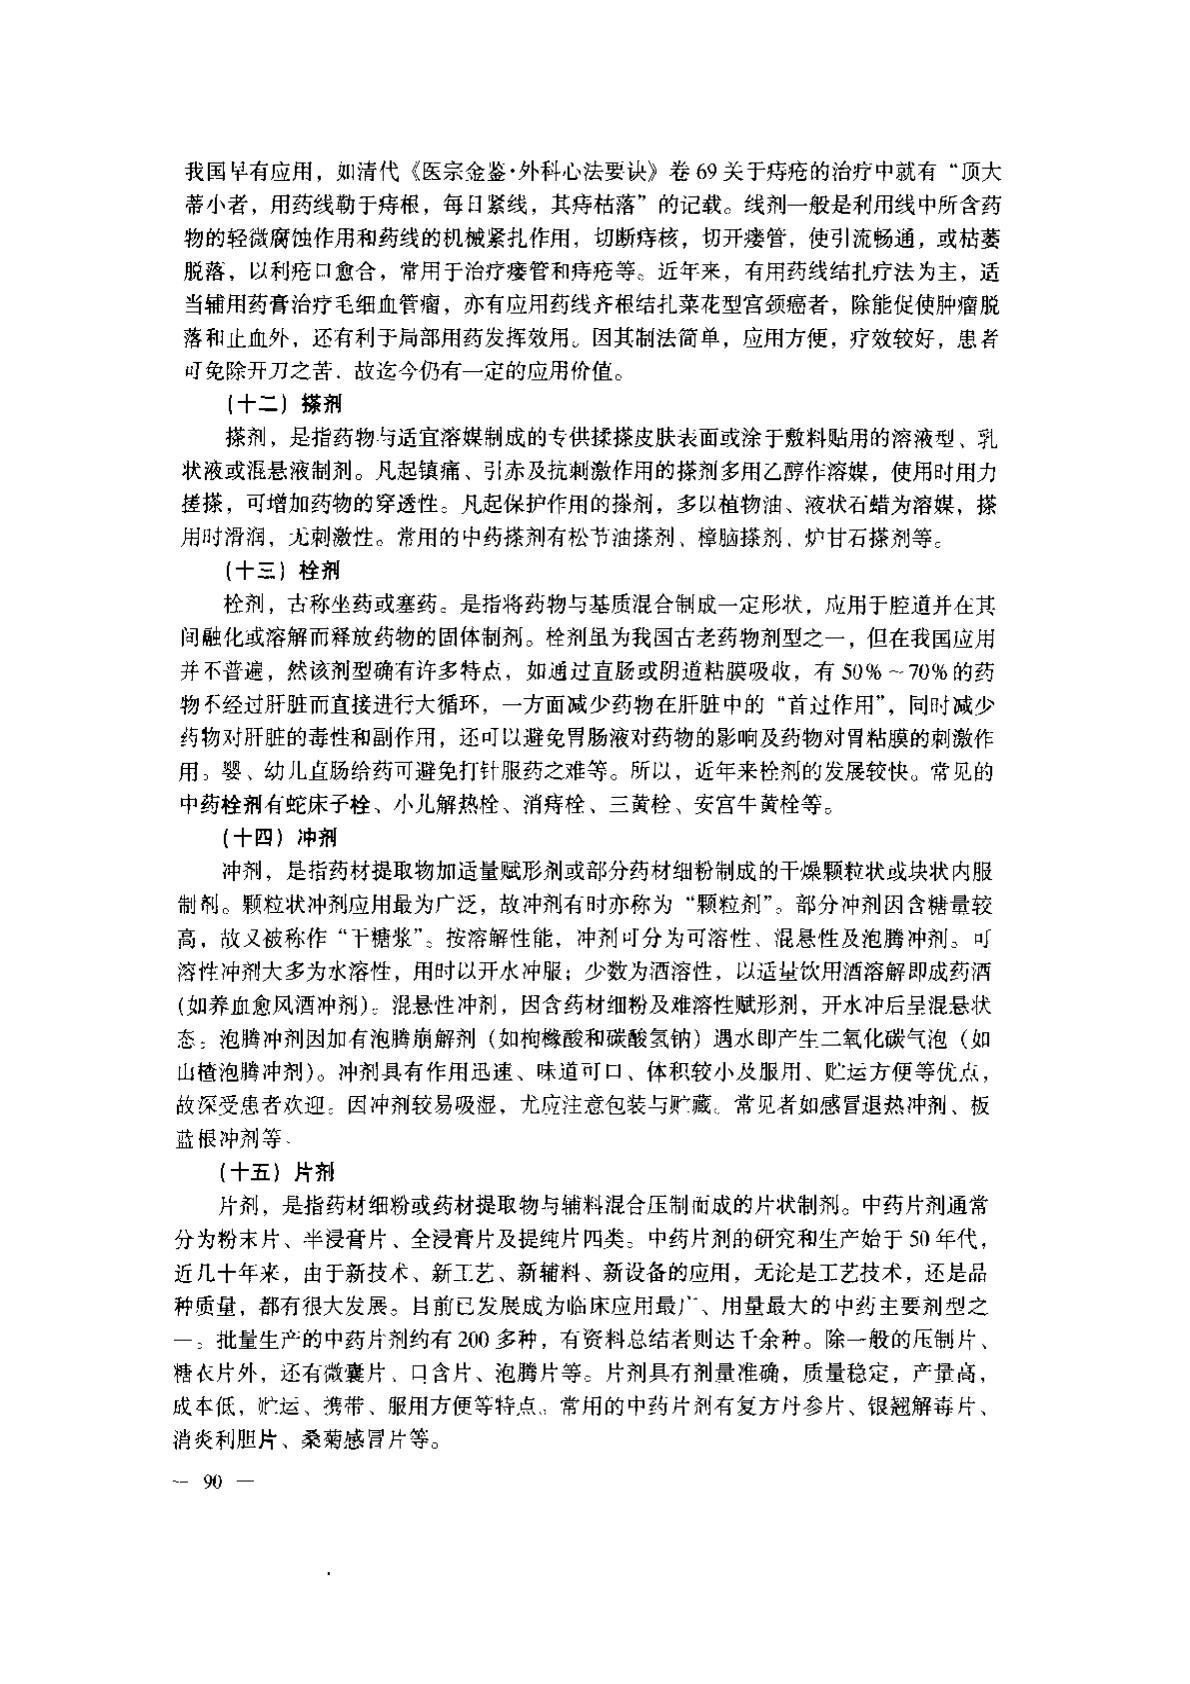 我国早有应用，如清代《医宗金鉴·外科心法要诀》卷69关于痔疮的治疗中就有“顶大
蒂小者，用药线勒于痔根，每日紧线，其痔枯落”的记载。线剂一般是利用线中所含药
物的轻微腐蚀作用和药线的机械紧扎作用，切断痔核，切开瘘管，使引流畅通，或枯萎
脱落，以利疮口愈合，常用于治疗瘘管和痔疮等。近年来，有用药线结扎疗法为主，适
当辅用药膏治疗毛细血管瘤，亦有应用药线齐根结扎菜花型宫颈癌者，除能促使肿瘤脱
落和止血外，还有利于局部用药发挥效用。因其制法简单，应用方便，疗效较好，患者
可免除开刀之苦．故迄今仍有一定的应用价值。
（十二）搽剂
搽剂，是指药物与适宜溶媒制成的专供揉搽皮肤表面或涂于敷料贴用的溶液型、乳
状液或混悬液制剂。凡起镇痛、引赤及抗刺激作用的搽剂多用乙醇作溶媒，使用时用力
搓搽，可增加药物的穿透性。凡起保护作用的搽剂，多以植物油、液状石蜡为溶媒，搽
用时滑润，无刺激性。常用的中药搽剂有松节油搽剂、樟脑搽剂、炉甘石搽剂等。
（十三）栓剂
栓剂，古称坐药或塞药。是指将药物与基质混合制成一定形状，应用于腔道并在其
间融化或溶解而释放药物的固体制剂。栓剂虽为我国古老药物剂型之一，但在我国应用
并不普遍，然该剂型确有许多特点，如通过直肠或阴道粘膜吸收，有50%～70%的药
物不经过肝脏而直接进行大循环，一方面减少药物在肝脏中的“首过作用”，同时减少
药物对肝脏的毒性和副作用，还可以避免胃肠液对药物的影响及药物对胃粘膜的刺激作
用。婴、幼儿直肠给药可避免打针服药之难等。所以，近年来栓剂的发展较快。常见的
中药栓剂有蛇床子栓、小儿解热栓、消痔栓、三黄栓、安宫牛黄栓等。
（十四）冲剂
冲剂，是指药材提取物加适量赋形剂或部分药材细粉制成的干燥颗粒状或块状内服
制剂。颗粒状冲剂应用最为广泛，故冲剂有时亦称为“颗粒剂”。部分冲剂因含糖量较
高，故又被称作“干糖浆”。按溶解性能，冲剂可分为可溶性、混悬性及泡腾冲剂。可
溶性冲剂大多为水溶性，用时以开水冲服；少数为酒溶性，以适量饮用酒溶解即成药酒
（如养血愈风酒冲剂）。混悬性冲剂，因含药材细粉及难溶性赋形剂，开水冲后呈混悬状
态。泡腾冲剂因加有泡腾崩解剂（如枸橼酸和碳酸氢钠）遇水即产生二氧化碳气泡（如
山楂泡腾冲剂）。冲剂具有作用迅速、味道可口、体积较小及服用、贮运方便等优点，
故深受患者欢迎。因冲剂较易吸湿，尤应注意包装与贮藏。常见者如感冒退热冲剂、板
蓝根冲剂等。
（十五）片剂
片剂，是指药材细粉或药材提取物与辅料混合压制而成的片状制剂。中药片剂通常
分为粉末片、半浸膏片、全浸膏片及提纯片四类。中药片剂的研究和生产始于50年代，
近几十年来，由于新技术、新工艺、新辅料、新设备的应用，无论是工艺技术，还是品
种质量，都有很大发展。目前已发展成为临床应用最广、用量最大的中药主要剂型之
一。批量生产的中药片剂约有200多种，有资料总结者则达千余种。除一般的压制片、
糖衣片外，还有微囊片、口含片、泡腾片等。片剂具有剂量准确，质量稳定，产量高，
成本低，贮运、携带、服用方便等特点。常用的中药片剂有复方丹参片、银翘解毒片、
消炎利胆片、桑菊感冒片等。
— 90 —